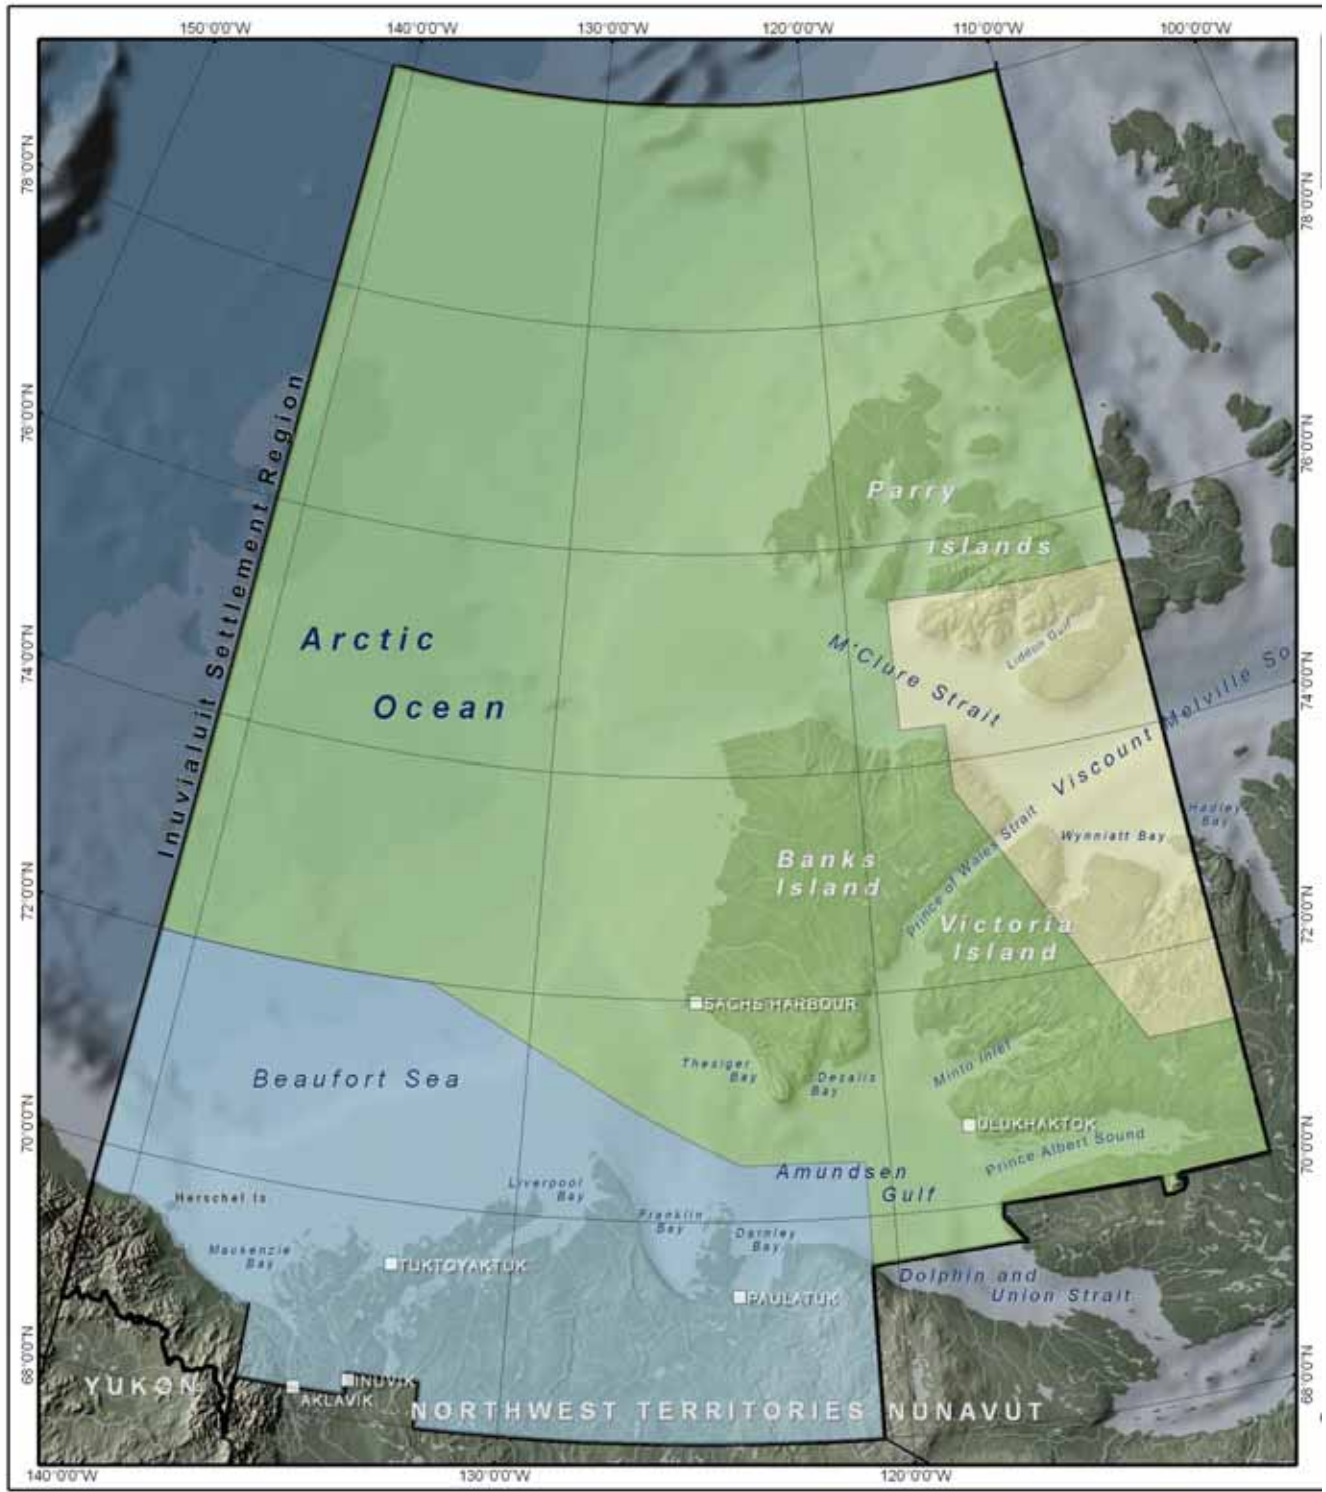 150°0'0"W 140°0'0"W 130°0'0"W 120°0'0"W 110°0'0"W 100°0'0"W
78°0'0"N
78°0'0"N
76°0'0"N
76°0'0"N
74°0'0"N
74°0'0"N
72°0'0"N
72°0'0"N
70°0'0"N
70°0'0"N
68°0'0"N
68°0'0"N
Inuvialuit Settlement Region
Parry
islands
Arctic
Ocean
M'Clure Strait
Liddon
Viscount Melville So
Hadley
Bay
Wynniatt Bay
Prince of Wales Strait
Banks
Island
Victoria
Island
SACHS HARBOUR
Thesiger
Bay
Desalis
Bay
Minto Inlet
Beaufort Sea
ULUKHAKTOK
Prince Albert Sound
Amundsen
Gulf
Herschel Is
Liverpool
Bay
Franklin
Bay
Darnley
Bay
Mackenzie
Bay
TUKTOYAKTUK
PAULATUK
Dolphin and
Union Strait
YUKON
INUVIK
AKLAVIK
NORTHWEST TERRITORIES NUNAVUT
140°0'0"W 130°0'0"W 120°0'0"W